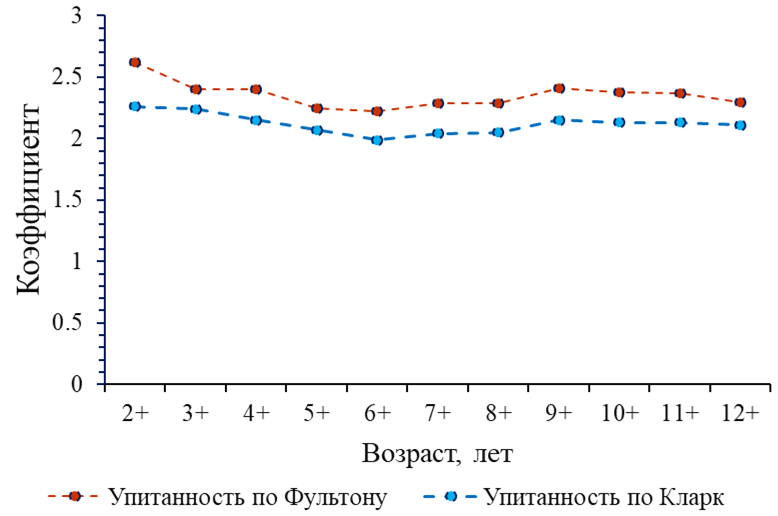 3
2.5
2
1.5
1
0.5
0
Коэффициент
2+ 3+ 4+ 5+ 6+ 7+ 8+ 9+ 10+ 11+ 12+
Возраст, лет
Упитанность по Фультону Упитанность по Кларк